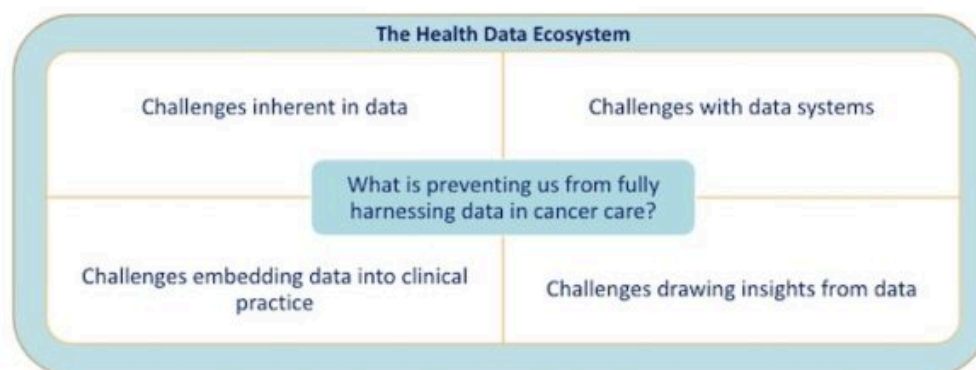 The Health Data Ecosystem
Challenges inherent in data
Challenges with data systems
What is preventing us from fully
harnessing data in cancer care?
Challenges embedding data into clinical
practice
Challenges drawing insights from data